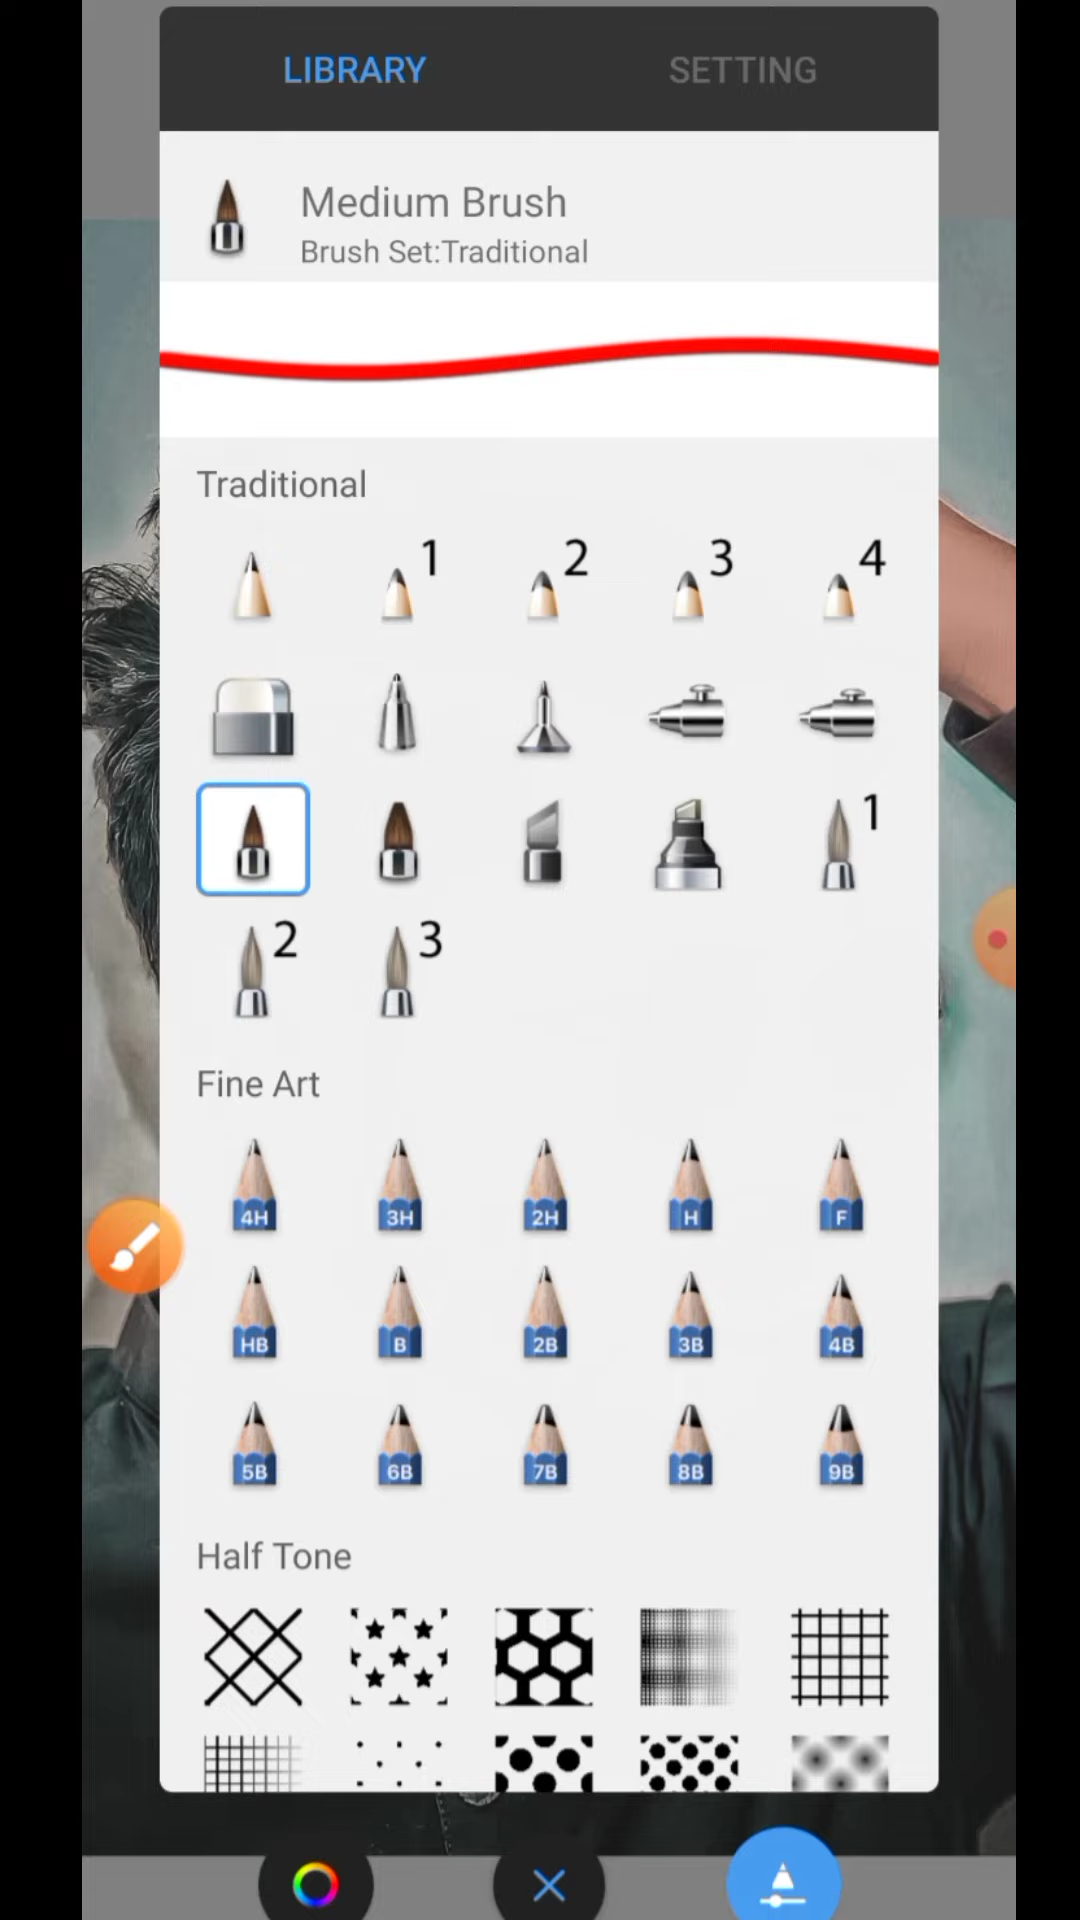 LIBRARY SETTING
Medium Brush
Brush Set:Traditional
Traditional
1 2 3 4
1
2 3
Fine Art
4H 3H 2H H F
HB B 2B 3B 4B
5B 6B 7B 8B 9B
Half Tone